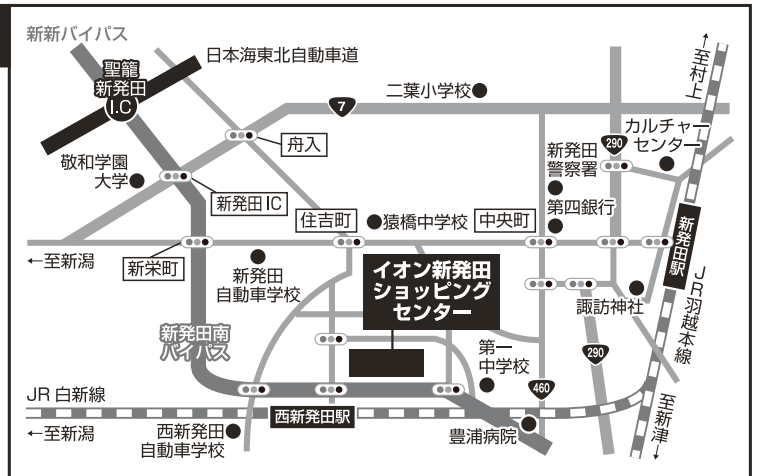 新新バイパス
日本海東北自動車道
聖籠
新発田
I.C
二葉小学校
7
舟入
敬和学園
大学
新発田IC
住吉町
猿橋中学校
中央町
新発田
警察署
第四銀行
290
カルチャー
センター
←至村上
新発田駅
JR羽越本線
←至新潟
新栄町
新発田
自動車学校
イオン新発田
ショッピング
センター
諏訪神社
新発田南
バイパス
第一
中学校
290
460
JR白新線
←至新潟
西新発田駅
西新発田
自動車学校
豊浦病院
至新津→